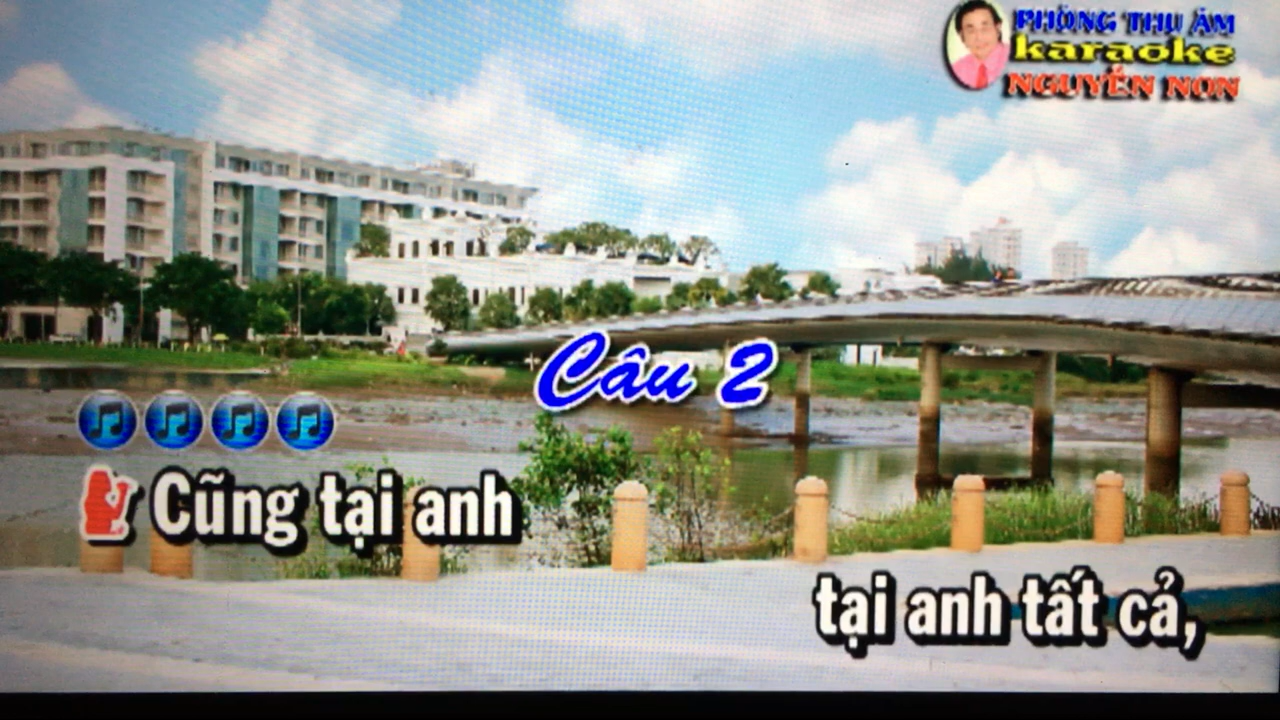 PHÒNG THU ÂM
karaoke
NGUYỄN NON
Câu 2
Cũng tại anh
tại anh tất cả,